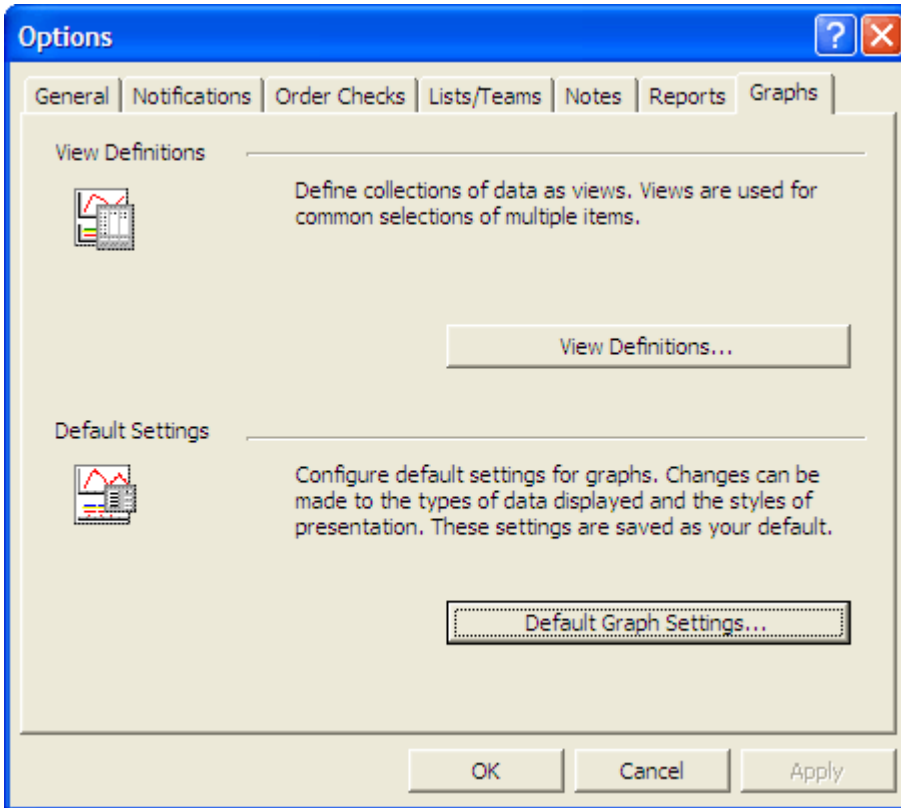 Options
General Notifications Order Checks Lists/Teams Notes Reports Graphs
View Definitions
Define collections of data as views. Views are used for
common selections of multiple items.
View Definitions...
Default Settings
Configure default settings for graphs. Changes can be
made to the types of data displayed and the styles of
presentation. These settings are saved as your default.
Default Graph Settings...
OK Cancel Apply